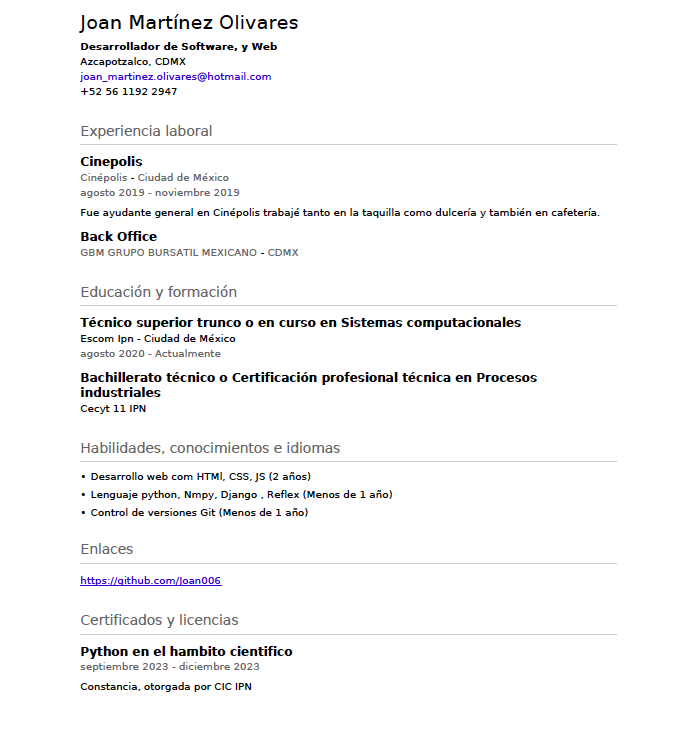 Joan Martínez Olivares
Desarrollador de Software, y Web
Azcapotzalco, CDMX
joan_martinez.olivares@hotmail.com
+52 56 1192 2947
Experiencia laboral
Cinepolis
Cinépolis - Ciudad de México
agosto 2019 - noviembre 2019
Fue ayudante general en Cinépolis trabajé tanto en la taquilla como dulcería y también en cafetería.
Back Office
GBM GRUPO BURSATIL MEXICANO - CDMX
Educación y formación
Técnico superior trunco o en curso en Sistemas computacionales
Escom Ipn - Ciudad de México
agosto 2020 - Actualmente
Bachillerato técnico o Certificación profesional técnica en Procesos
industriales
Cecyt 11 IPN
Habilidades, conocimientos e idiomas
• Desarrollo web com HTMl, CSS, JS (2 años)
• Lenguaje python, Nmpy, Django , Reflex (Menos de 1 año)
• Control de versiones Git (Menos de 1 año)
Enlaces
https://github.com/Joan006
Certificados y licencias
Python en el hambito cientifico
septiembre 2023 - diciembre 2023
Constancia, otorgada por CIC IPN